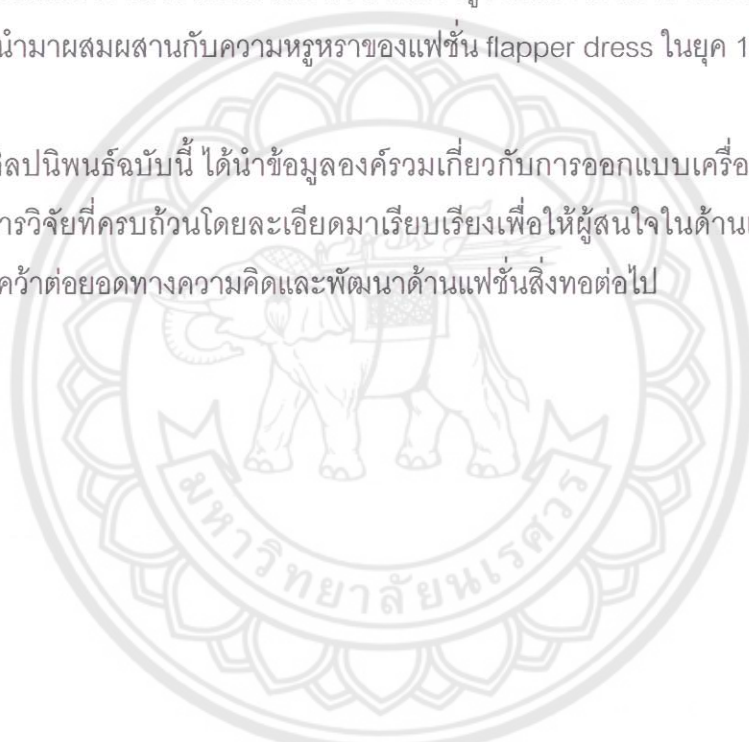 นำมาผสมผสานกับความหรูหราของแฟชั่น flapper dress ในยุค 1
ศิลปนิพนธ์ฉบับนี้ ได้นำข้อมูลองค์รวมเกี่ยวกับการออกแบบเครื่อ
ารวิจัยที่ครบถ้วนโดยละเอียดมาเรียบเรียงเพื่อให้ผู้สนใจในด้าน
คว้าต่อยอดทางความคิดและพัฒนาด้านแฟชั่นสิ่งทอต่อไป
มหาวิทยาลัยนเรศวร